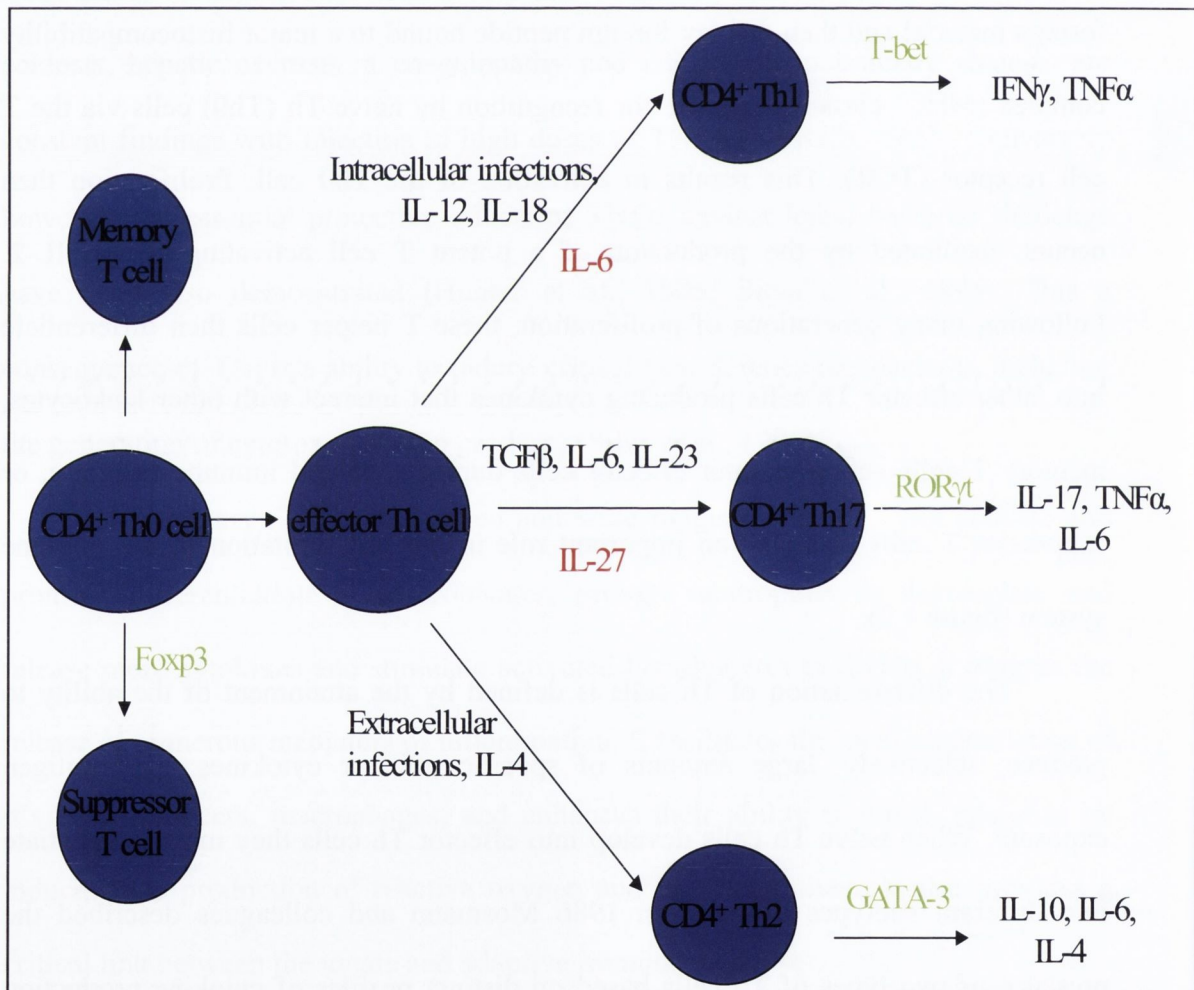 T-bet
CD4⁺ Th1
IFNγ, TNFα
Intracellular infections,
IL-12, IL-18
IL-6
Memory
T cell
TGFβ, IL-6, IL-23
RORγt
CD4⁺ Th0 cell
effector Th cell
CD4⁺ Th17
IL-17, TNFα,
IL-6
IL-27
Foxp3
Extracellular
infections, IL-4
Suppressor
T cell
GATA-3
CD4⁺ Th2
IL-10, IL-6,
IL-4